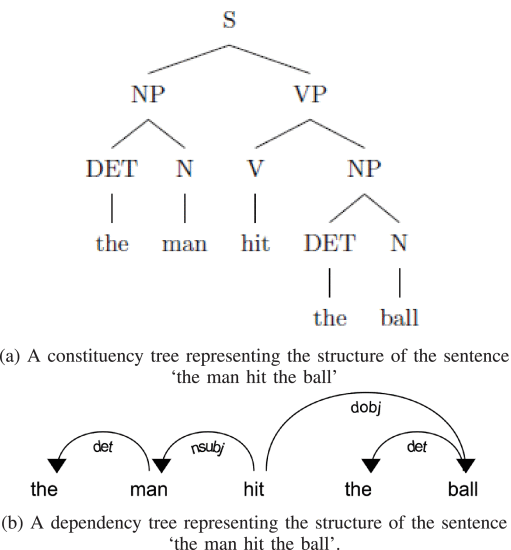 S
NP VP
DET N V NP
the man hit DET N
the ball
(a) A constituency tree representing the structure of the sentence
‘the man hit the ball’
dobj
det nsubj det
the man hit the ball
(b) A dependency tree representing the structure of the sentence
‘the man hit the ball’.